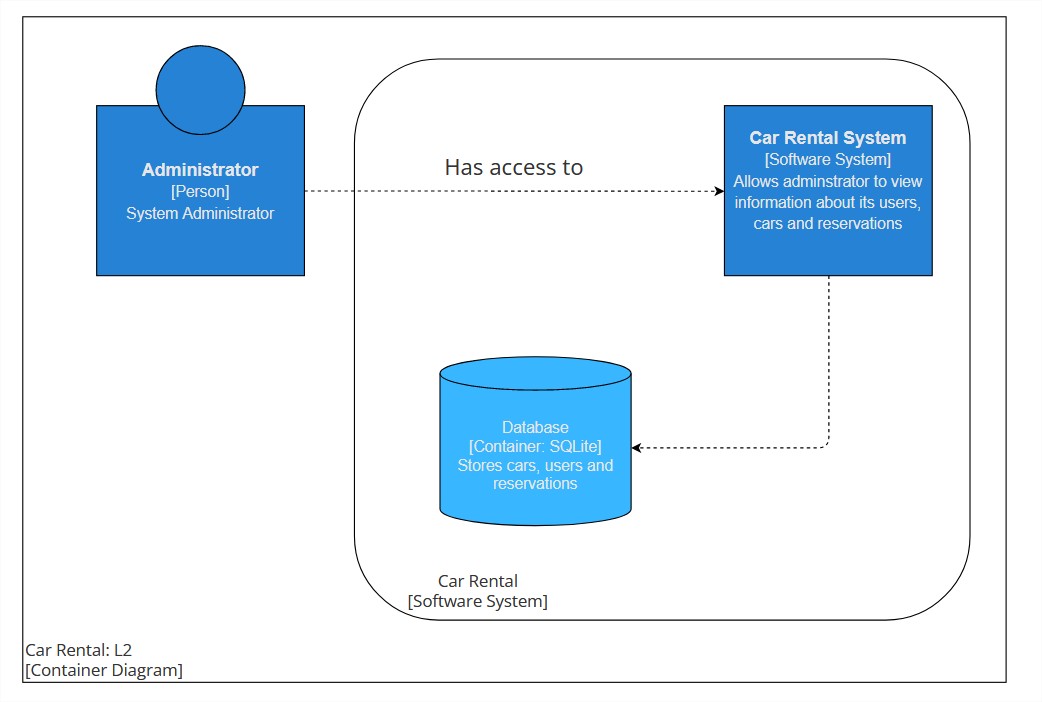 Administrator
[Person]
System Administrator
Has access to
Car Rental System
[Software System]
Allows adminstrator to view
information about its users,
cars and reservations
Database
[Container: SQLite]
Stores cars, users and
reservations
Car Rental
[Software System]
Car Rental: L2
[Container Diagram]